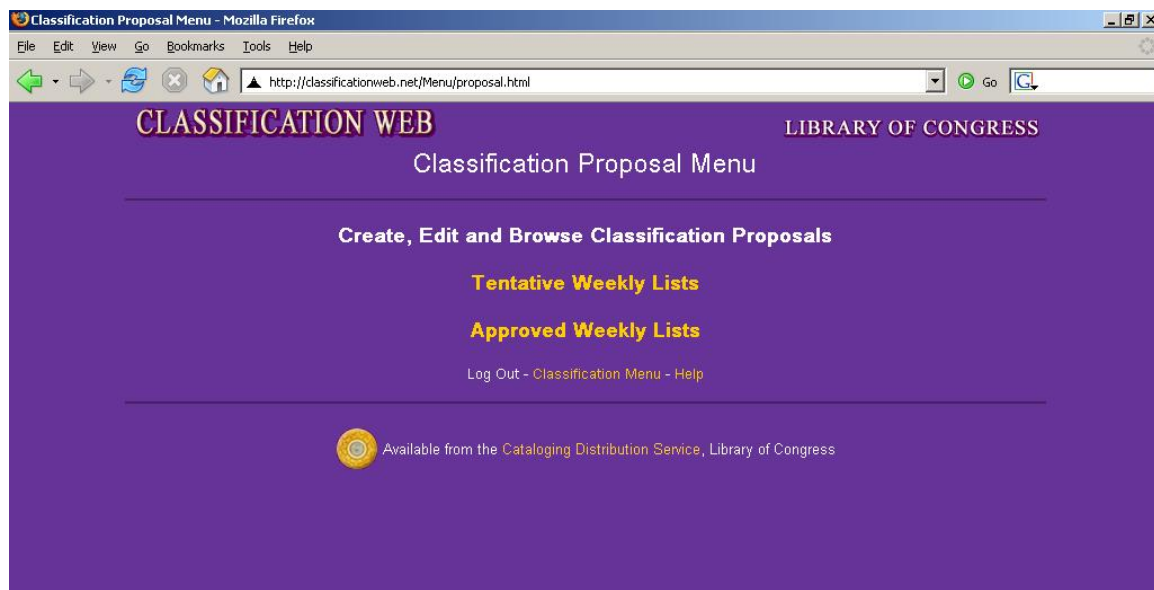 Classification Proposal Menu - Mozilla Firefox
File Edit View Go Bookmarks Tools Help
http://classificationweb.net/Menu/proposal.html Go G
CLASSIFICATION WEB LIBRARY OF CONGRESS
Classification Proposal Menu
Create, Edit and Browse Classification Proposals
Tentative Weekly Lists
Approved Weekly Lists
Log Out - Classification Menu - Help
Available from the Cataloging Distribution Service, Library of Congress